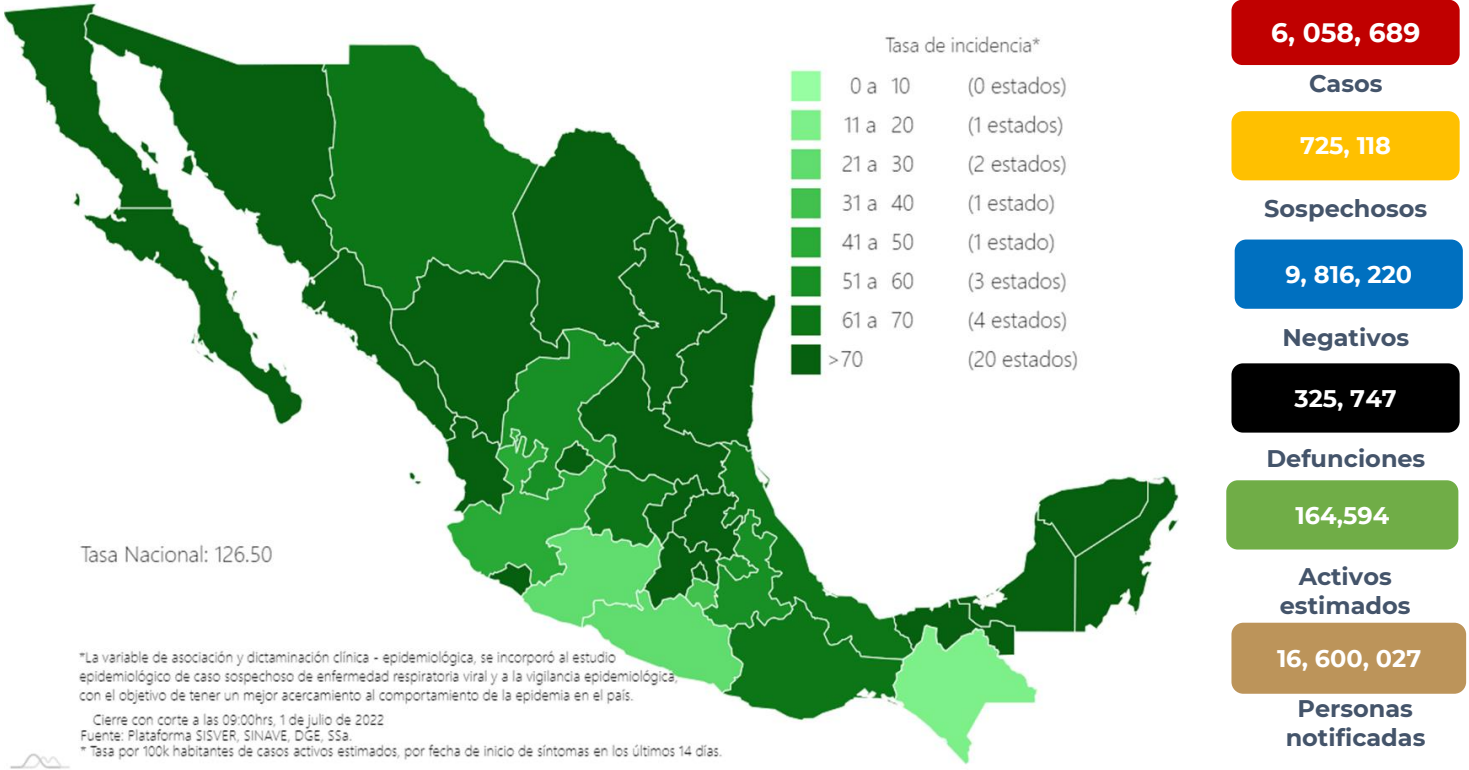 Tasa de incidencia*
0 a 10 (0 estados)
11 a 20 (1 estados)
21 a 30 (2 estados)
31 a 40 (1 estado)
41 a 50 (1 estado)
51 a 60 (3 estados)
61 a 70 (4 estados)
>70 (20 estados)
Tasa Nacional: 126.50
*La variable de asociación y dictaminación clínica - epidemiológica, se incorporó al estudio
epidemiológico de caso sospechoso de enfermedad respiratoria viral y a la vigilancia epidemiológica,
con el objetivo de tener un mejor acercamiento al comportamiento de la epidemia en el país.
Cierre con corte a las 09:00hrs, 1 de julio de 2022
Fuente: Plataforma SISVER, SINAVE, DGE, SSa.
* Tasa por 100k habitantes de casos activos estimados, por fecha de inicio de síntomas en los últimos 14 días.
6, 058, 689
Casos
725, 118
Sospechosos
9, 816, 220
Negativos
325, 747
Defunciones
164,594
Activos
estimados
16, 600, 027
Personas
notificadas